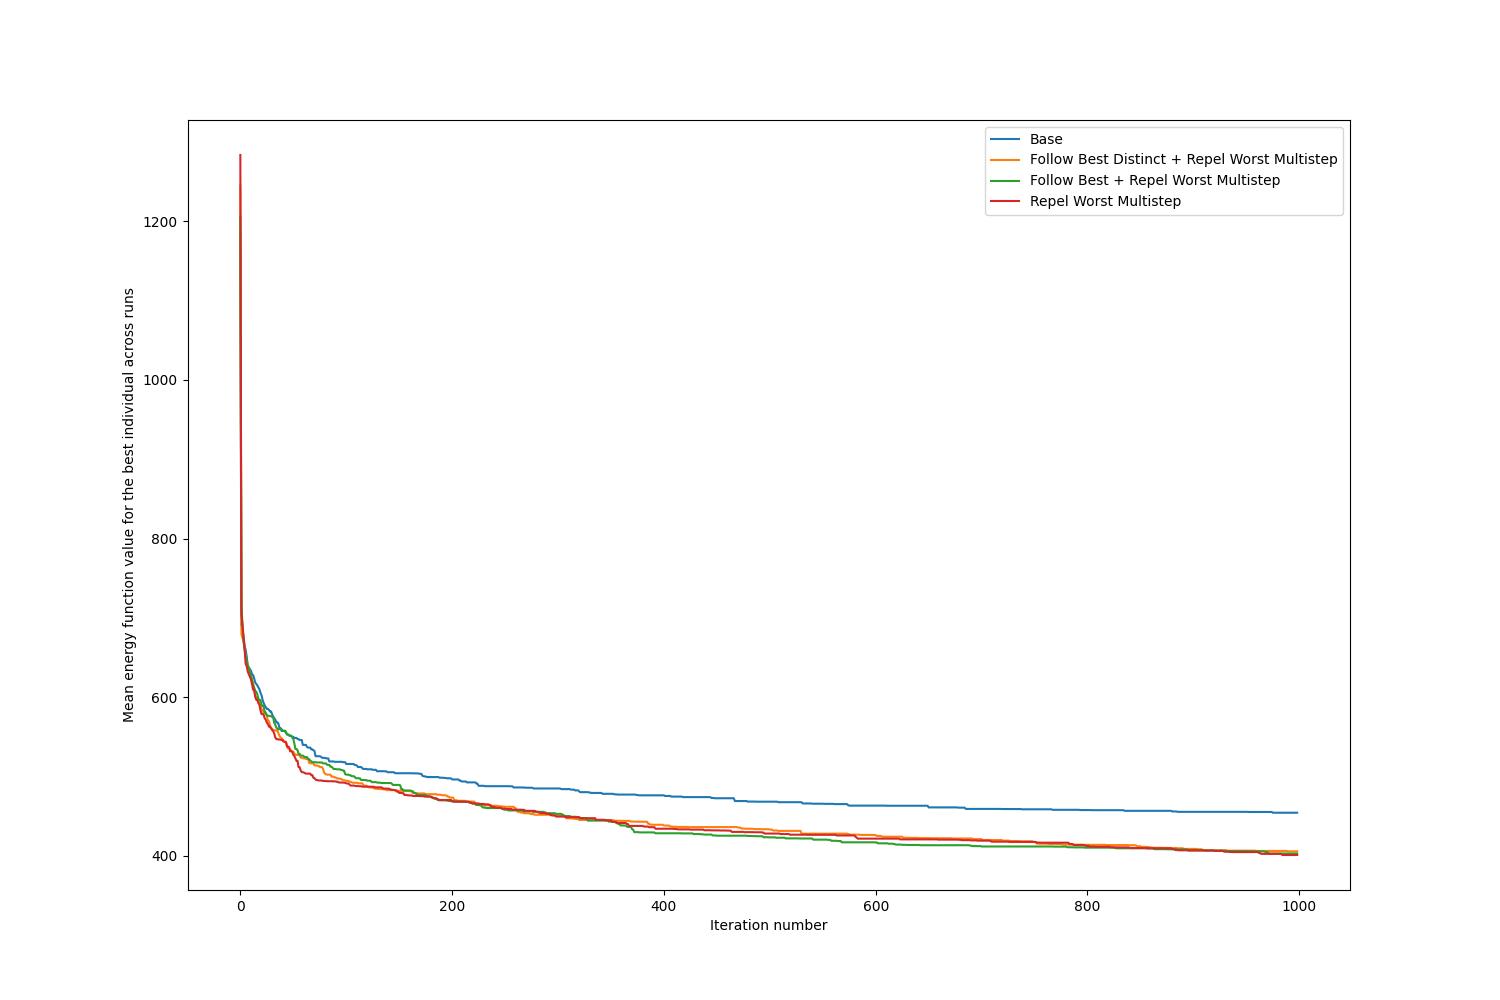 Base
Follow Best Distinct + Repel Worst Multistep
Follow Best + Repel Worst Multistep
Repel Worst Multistep
Mean energy function value for the best individual across runs
1200
1000
800
600
400
0 200 400 600 800 1000
Iteration number